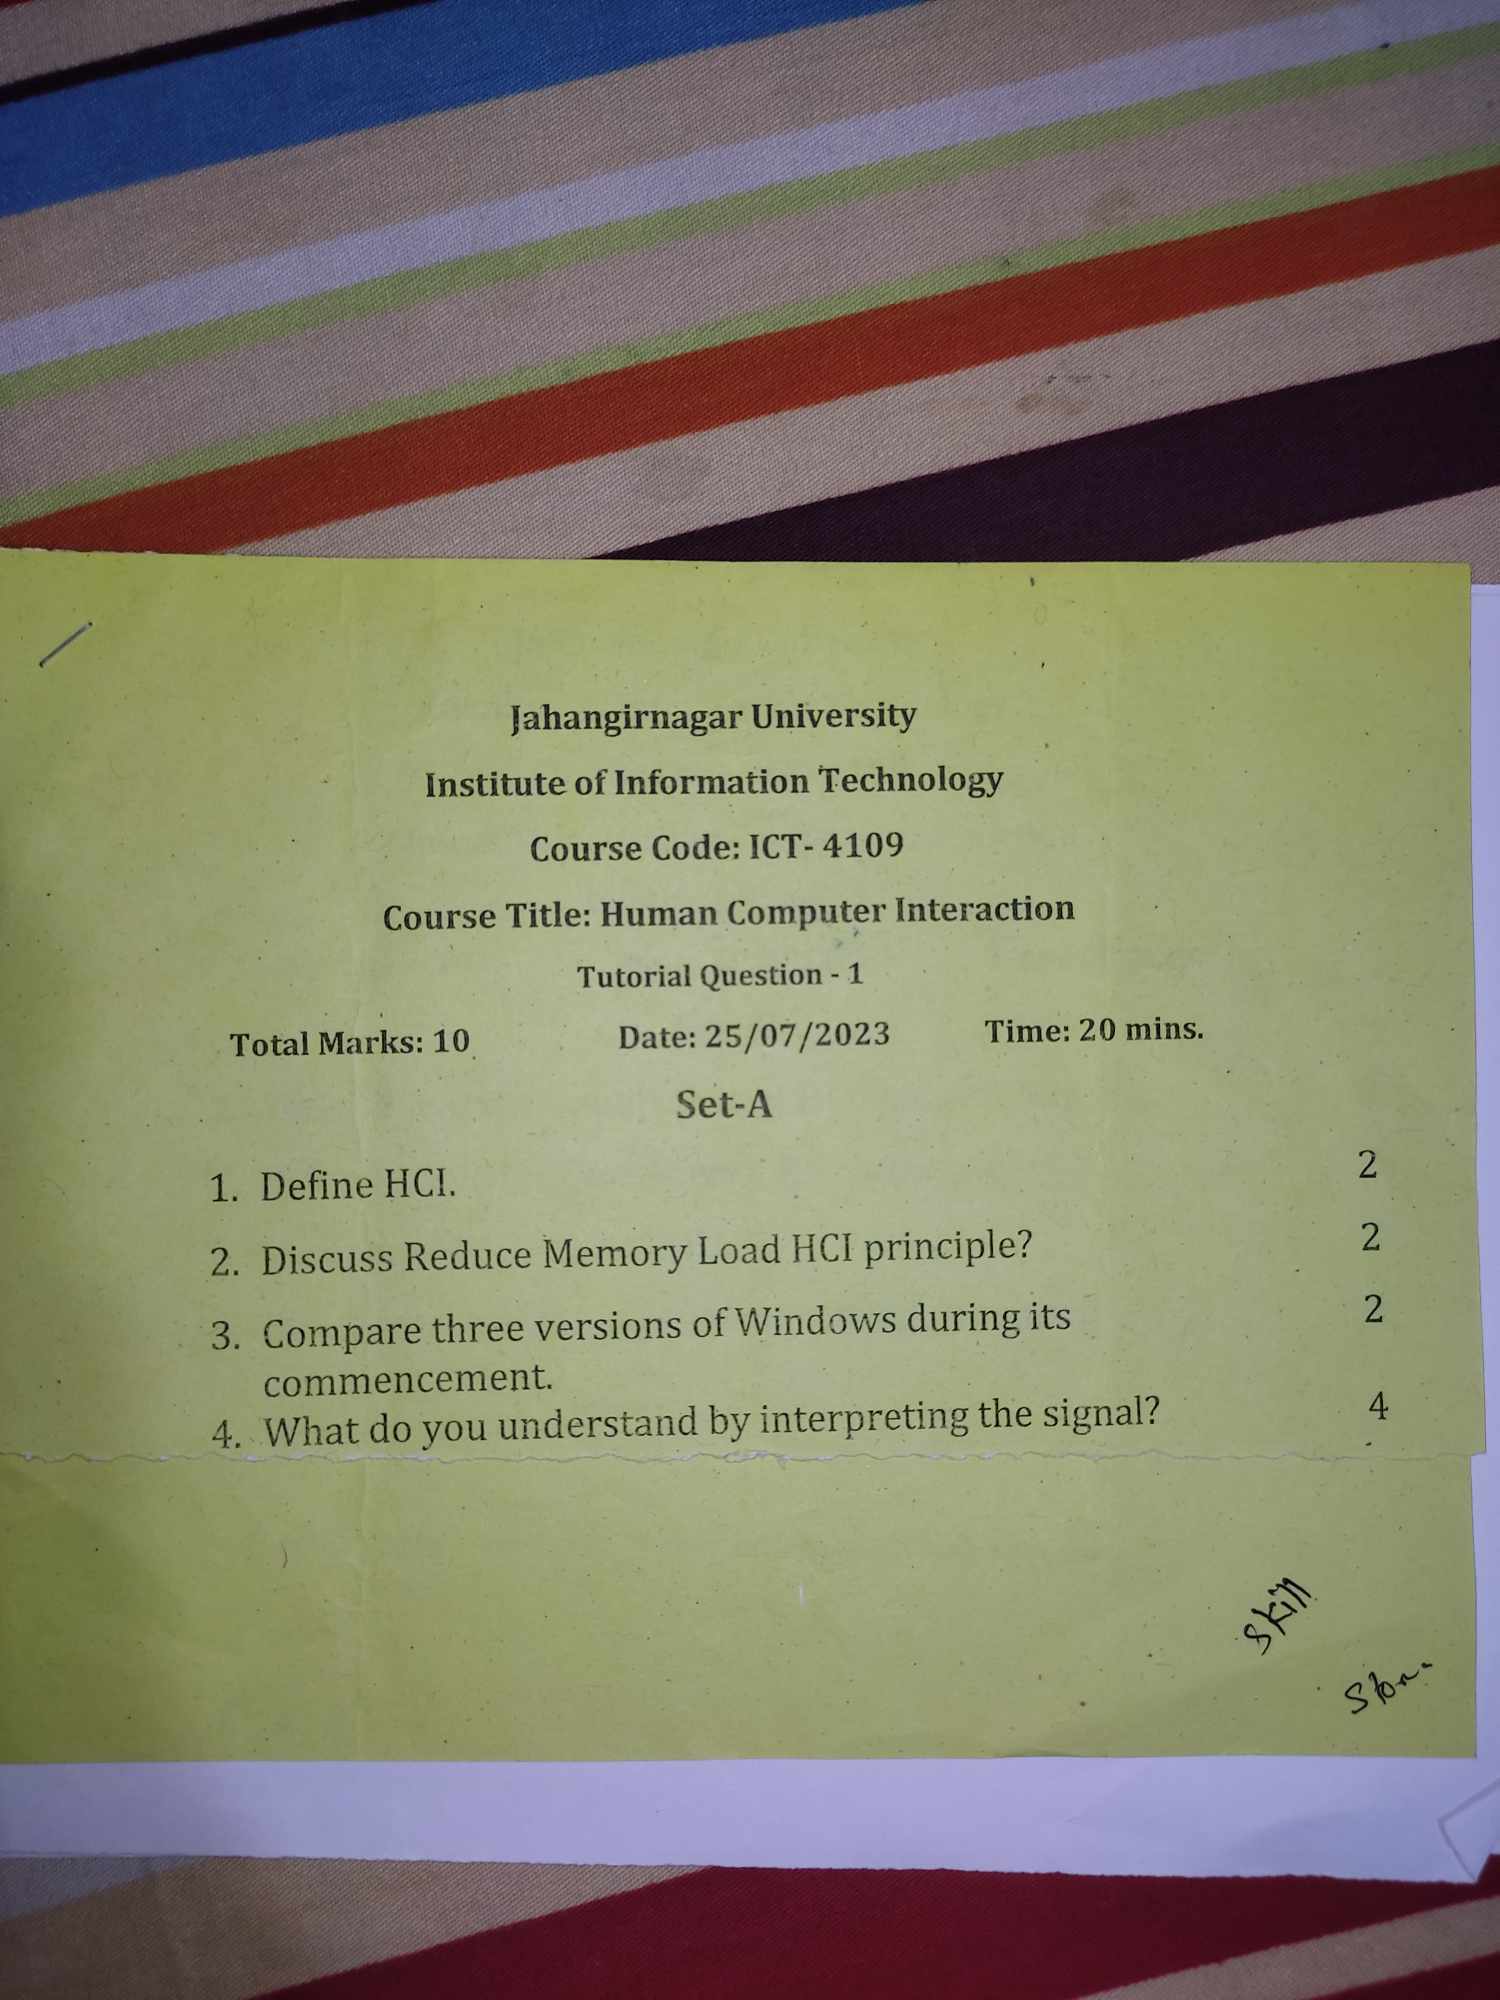 Jahangirnagar University
Institute of Information Technology
Course Code: ICT- 4109
Course Title: Human Computer Interaction
Tutorial Question - 1
Total Marks: 10 Date: 25/07/2023 Time: 20 mins.
Set-A
1. Define HCI. 2
2. Discuss Reduce Memory Load HCI principle? 2
3. Compare three versions of Windows during its 2
commencement.
4. What do you understand by interpreting the signal? 4
Skill